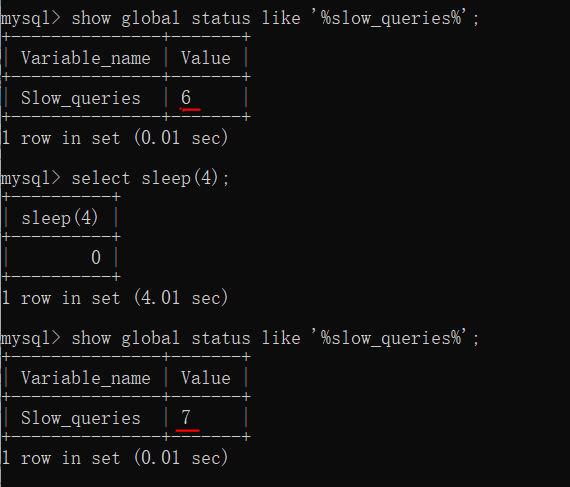 mysql> show global status like '%slow_queries%';
+---------------+-------+
| Variable_name | Value |
+---------------+-------+
| Slow_queries  | 6     |
+---------------+-------+
1 row in set (0.01 sec)
mysql> select sleep(4);
+----------+
| sleep(4) |
+----------+
|        0 |
+----------+
1 row in set (4.01 sec)
mysql> show global status like '%slow_queries%';
+---------------+-------+
| Variable_name | Value |
+---------------+-------+
| Slow_queries  | 7     |
+---------------+-------+
1 row in set (0.01 sec)